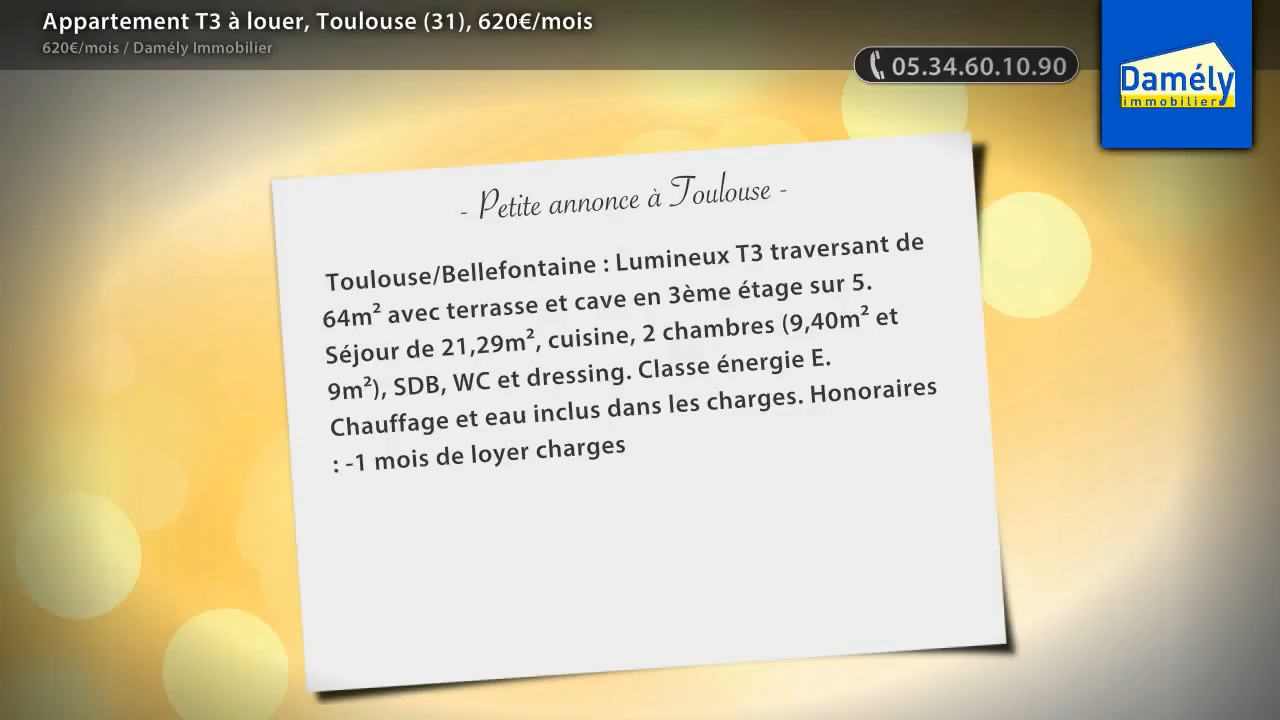 Appartement T3 à louer, Toulouse (31), 620€/mois
620€/mois / Damély Immobilier
05.34.60.10.90
Damély
immobilier
- Petite annonce à Toulouse -
Toulouse/Bellefontaine : Lumineux T3 traversant de
64m² avec terrasse et cave en 3ème étage sur 5.
Séjour de 21,29m², cuisine, 2 chambres (9,40m² et
9m²), SDB, WC et dressing. Classe énergie E.
Chauffage et eau inclus dans les charges. Honoraires
: -1 mois de loyer charges